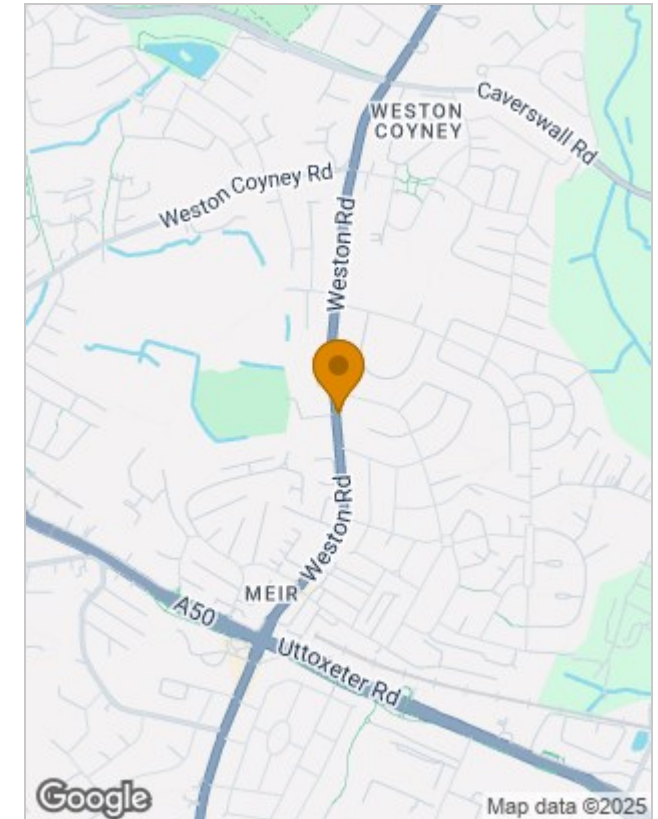 WESTON
COYNEY
Caverswall Rd
Weston Coyney Rd
Weston Rd
Weston Rd
MEIR
A50
Uttoxeter Rd
Google
Map data ©2025